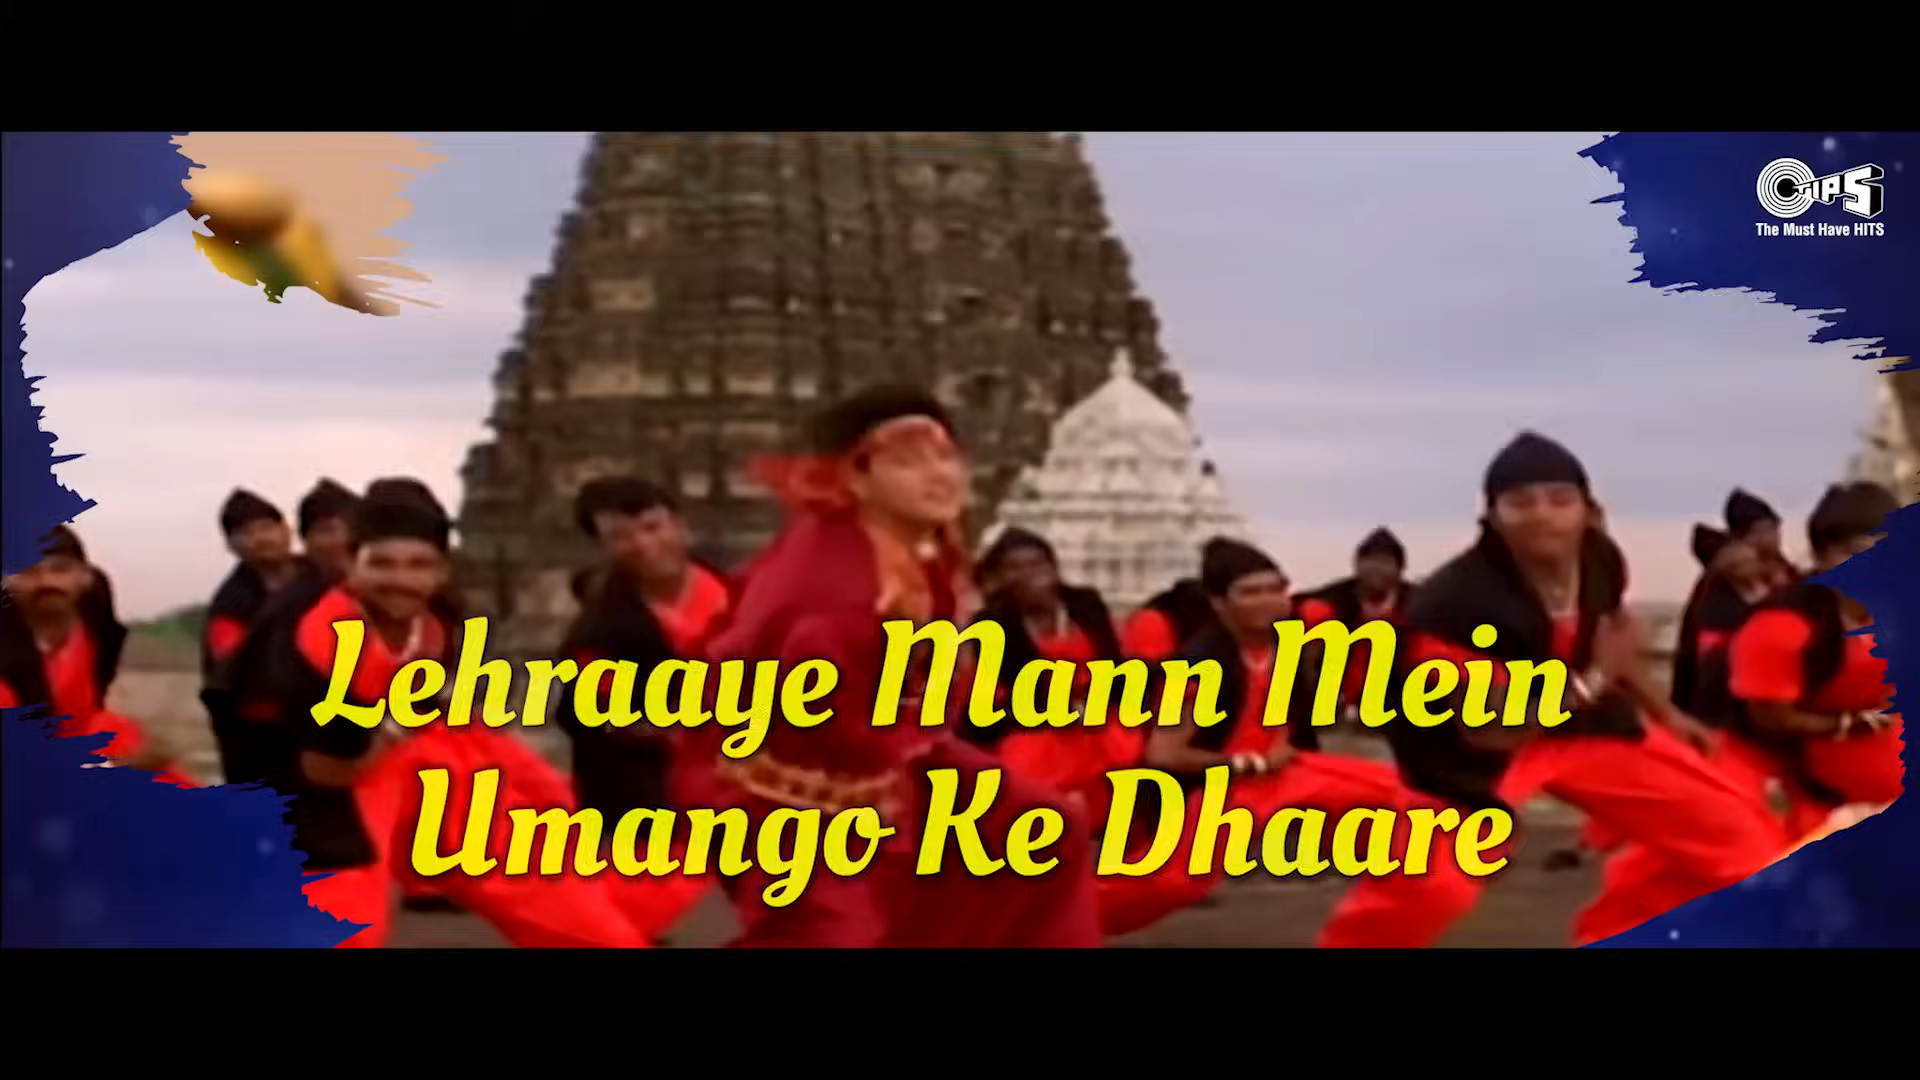 TIPS
The Must Have HITS
Lehraaye Mann Mein
Umango Ke Dhaare